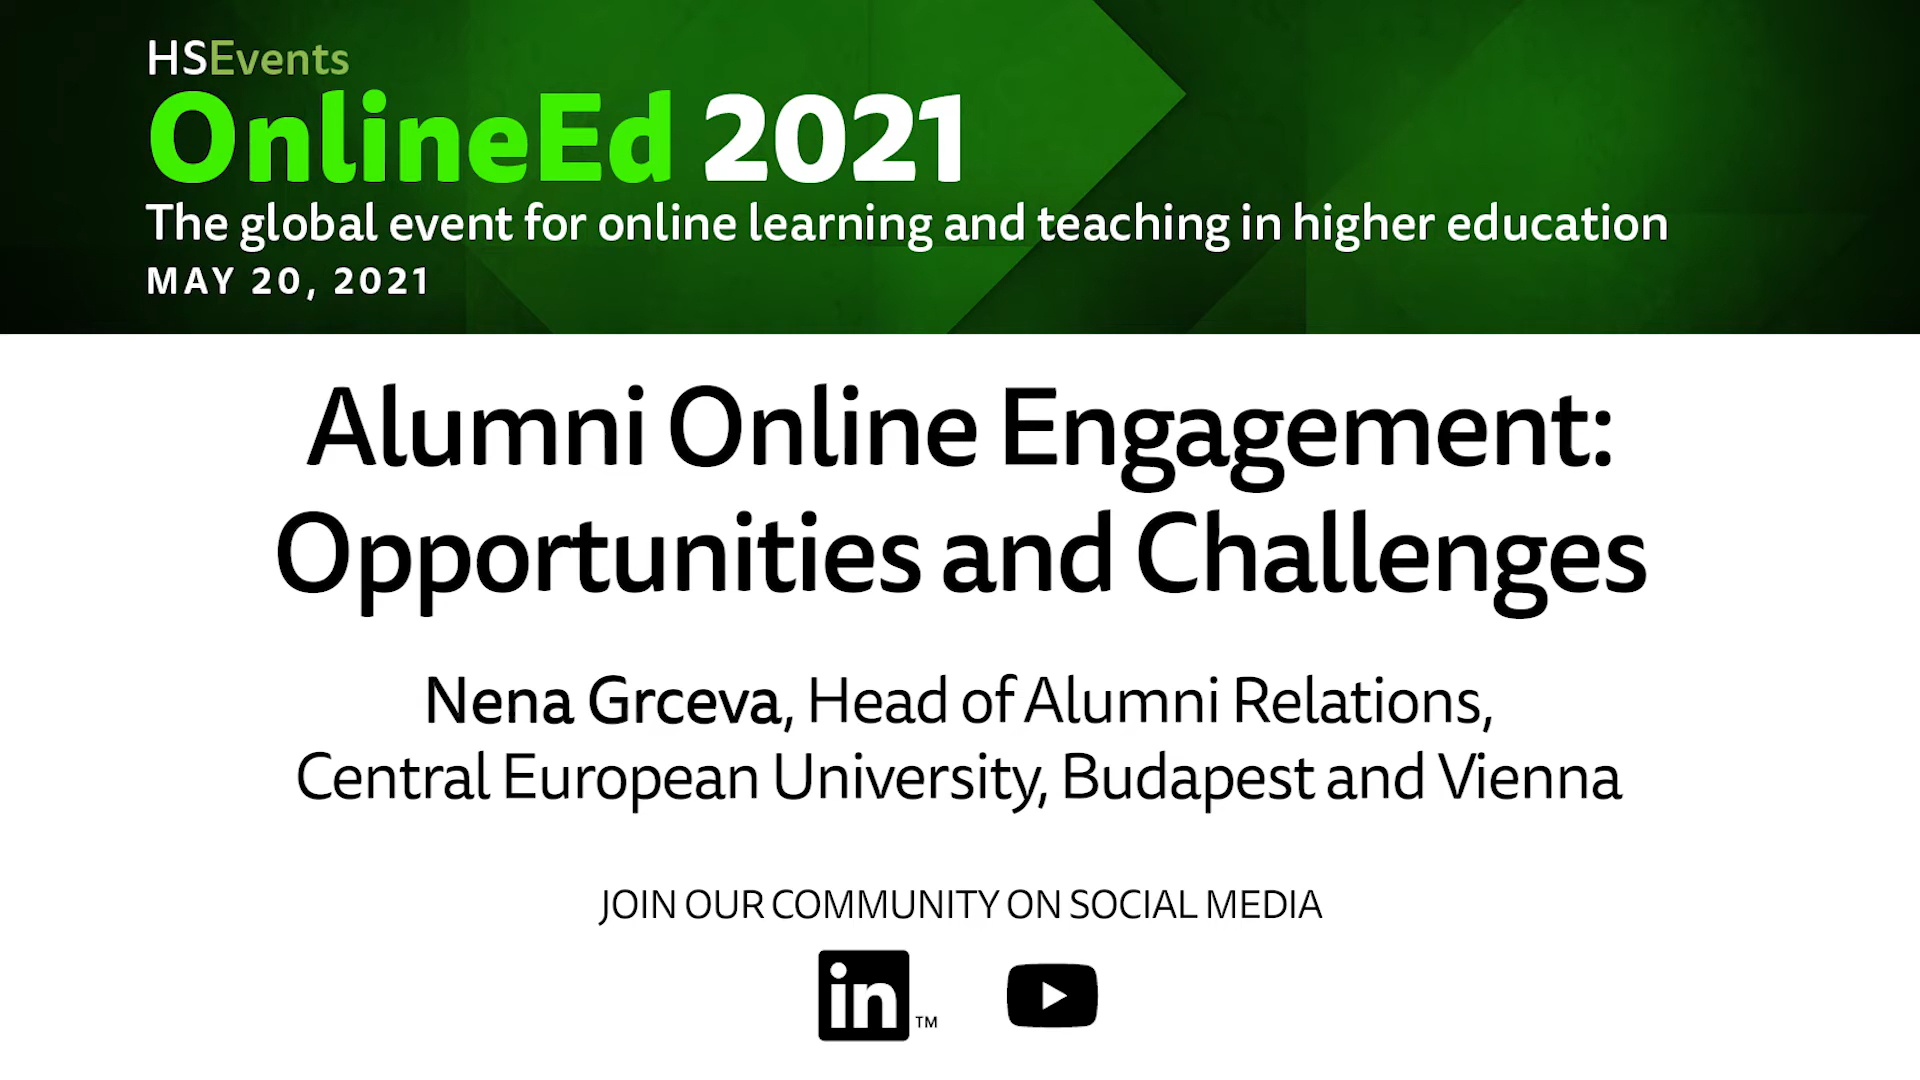 HSEvents
OnlineEd 2021
The global event for online learning and teaching in higher education
MAY 20, 2021
Alumni Online Engagement:
Opportunities and Challenges
Nena Grceva, Head of Alumni Relations,
Central European University, Budapest and Vienna
JOIN OUR COMMUNITY ON SOCIAL MEDIA
in TM